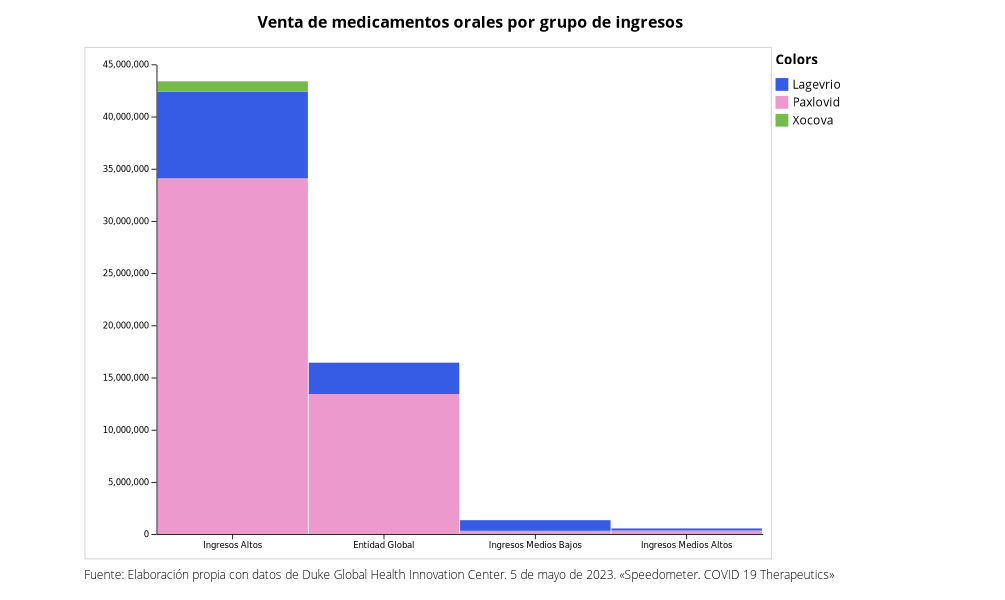 Venta de medicamentos orales por grupo de ingresos
Colors
Lagevrio
Paxlovid
Xocova
45,000,000
40,000,000
35,000,000
30,000,000
25,000,000
20,000,000
15,000,000
10,000,000
5,000,000
0
Ingresos Altos
Entidad Global
Ingresos Medios Bajos
Ingresos Medios Altos
Fuente: Elaboración propia con datos de Duke Global Health Innovation Center. 5 de mayo de 2023. «Speedometer. COVID 19 Therapeutics»